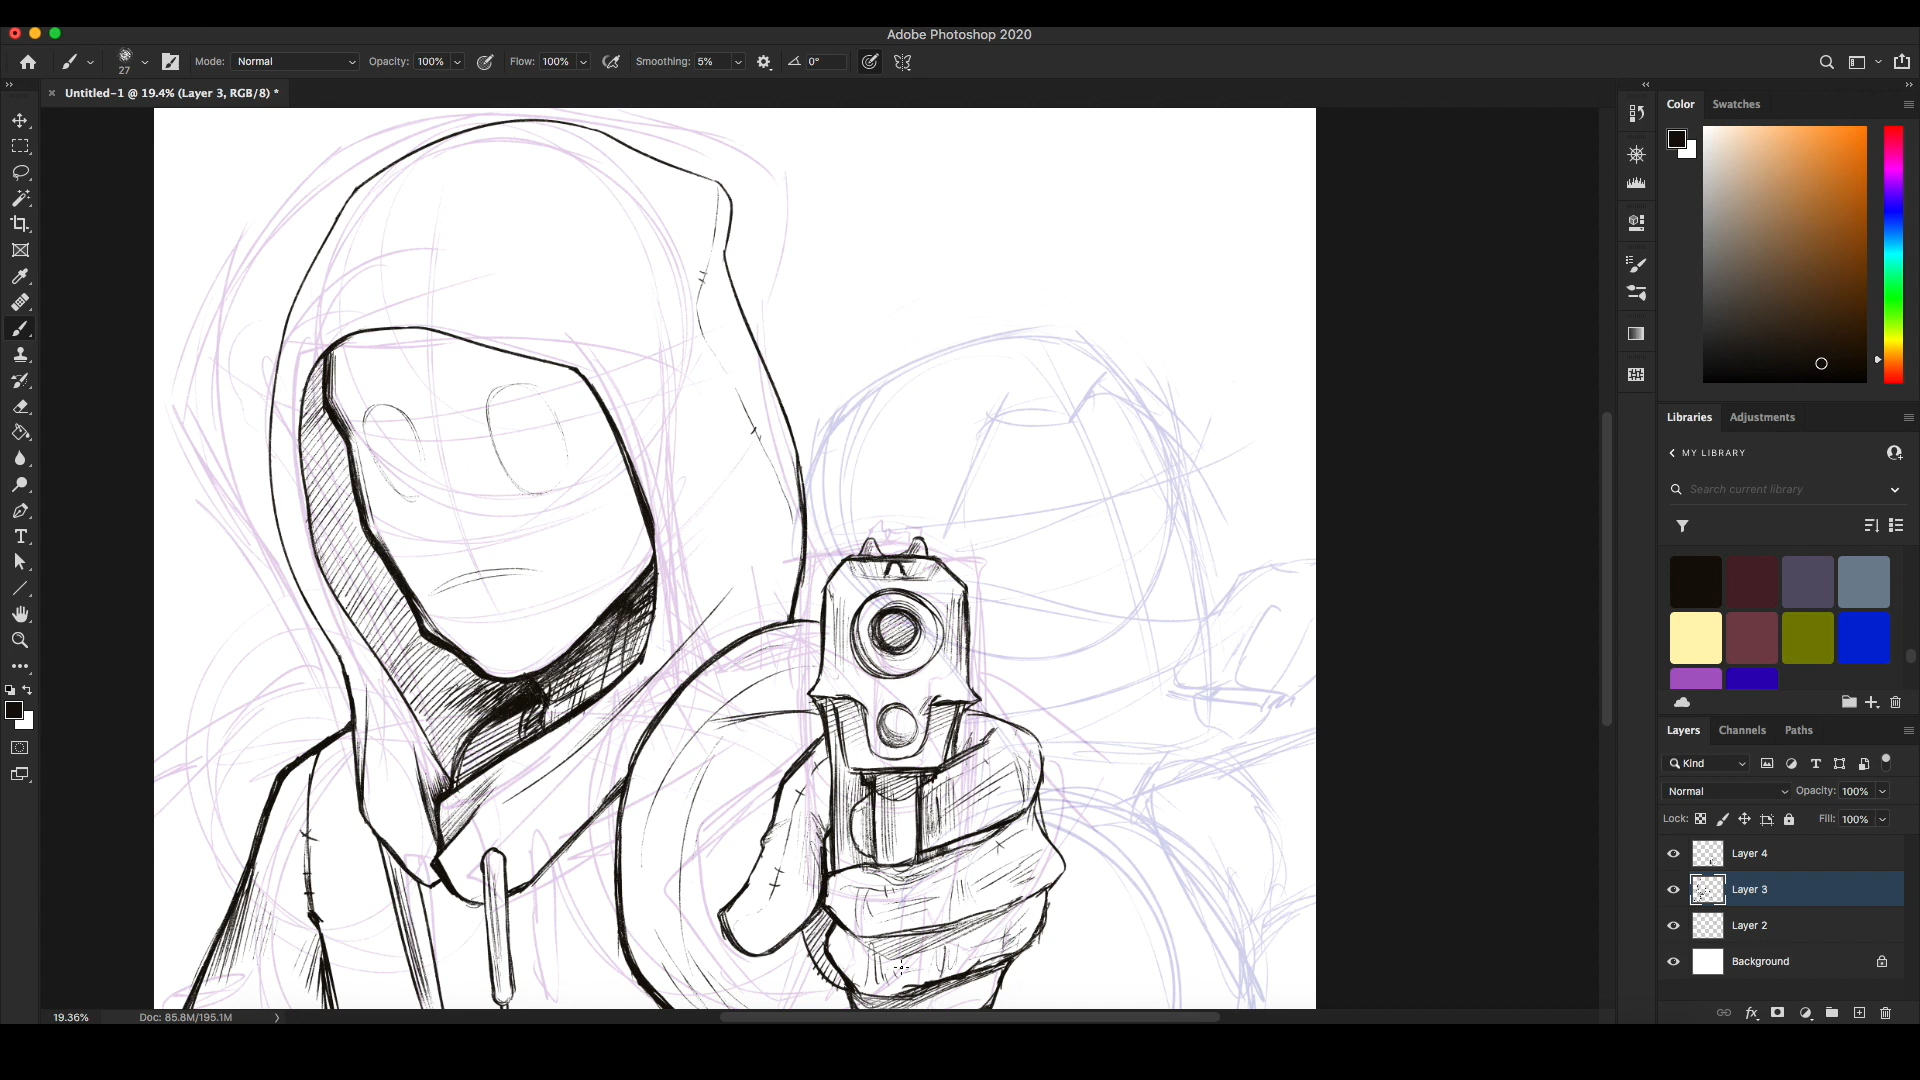 Adobe Photoshop 2020
27
Mode: Normal
Opacity: 100%
Flow: 100%
Smoothing: 5%
0°
Untitled-1 @ 19.4% (Layer 3, RGB/8) *
Color
Swatches
Libraries
Adjustments
MY LIBRARY
Search current library
Layers
Channels
Paths
Kind
Normal
Opacity: 100%
Lock:
Fill: 100%
Layer 4
Layer 3
Layer 2
Background
fx
19.36%
Doc: 85.8M/195.1M